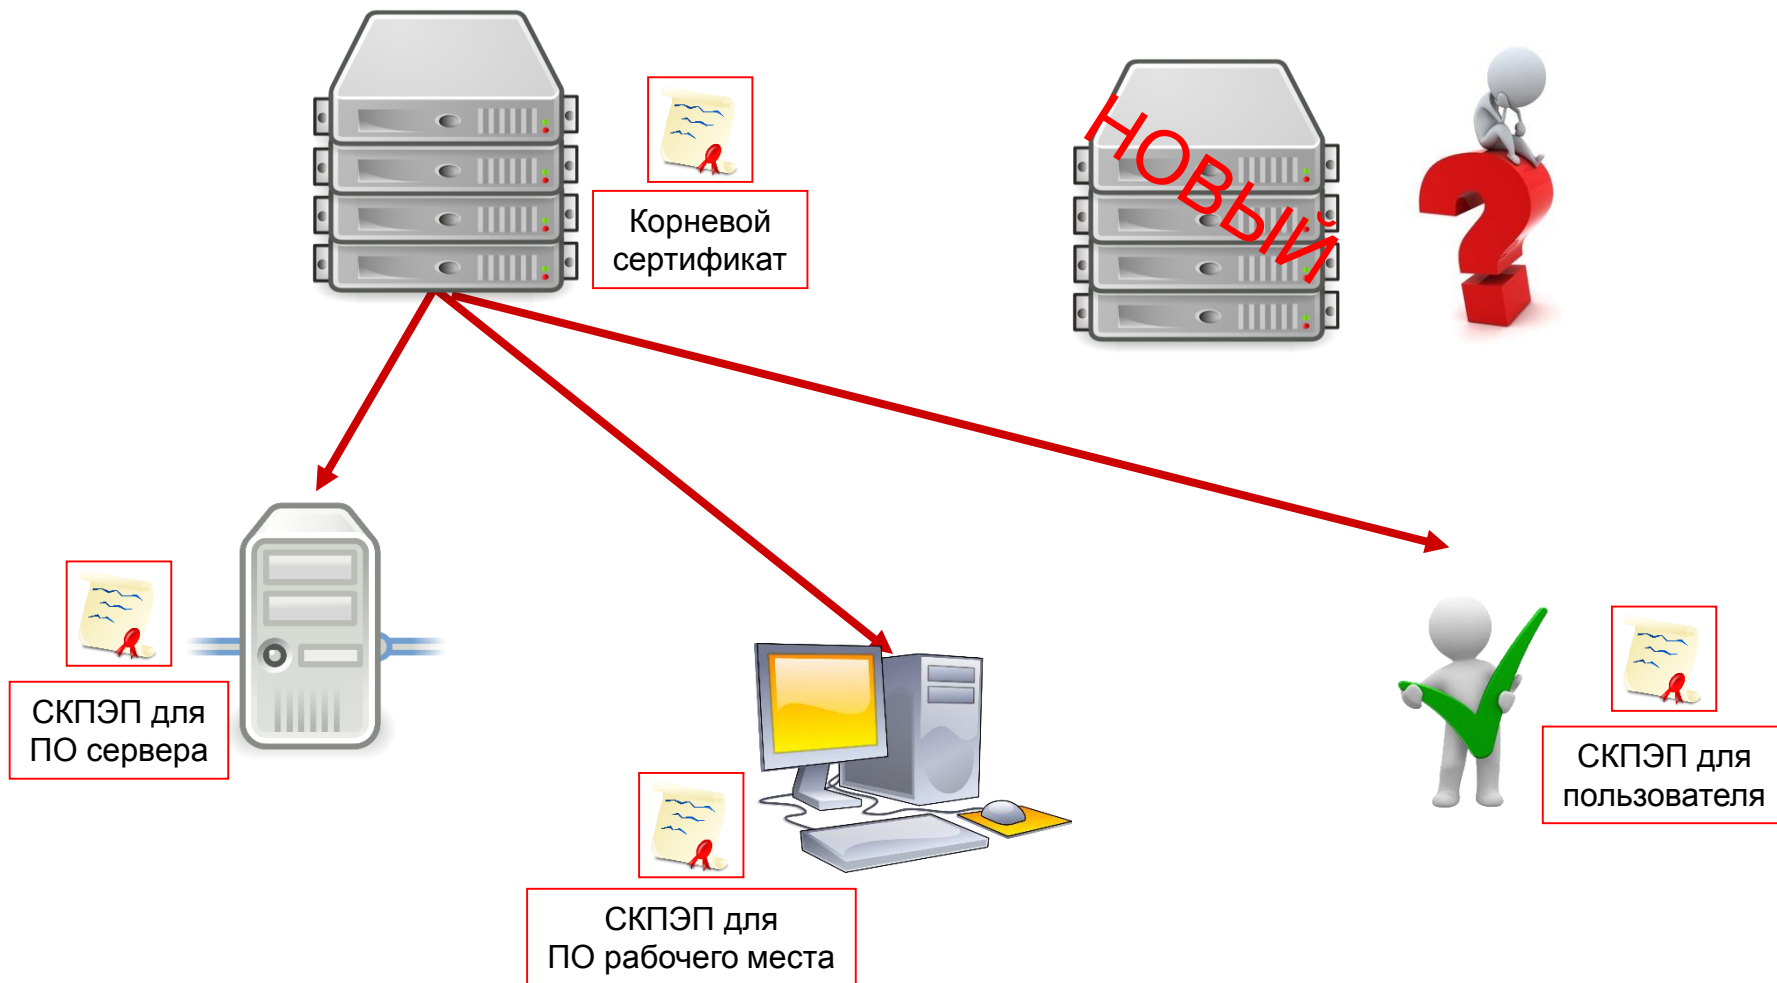 Корневой
сертификат
НОВЫЙ
СКПЭП для
ПО сервера
СКПЭП для
ПО рабочего места
СКПЭП для
пользователя